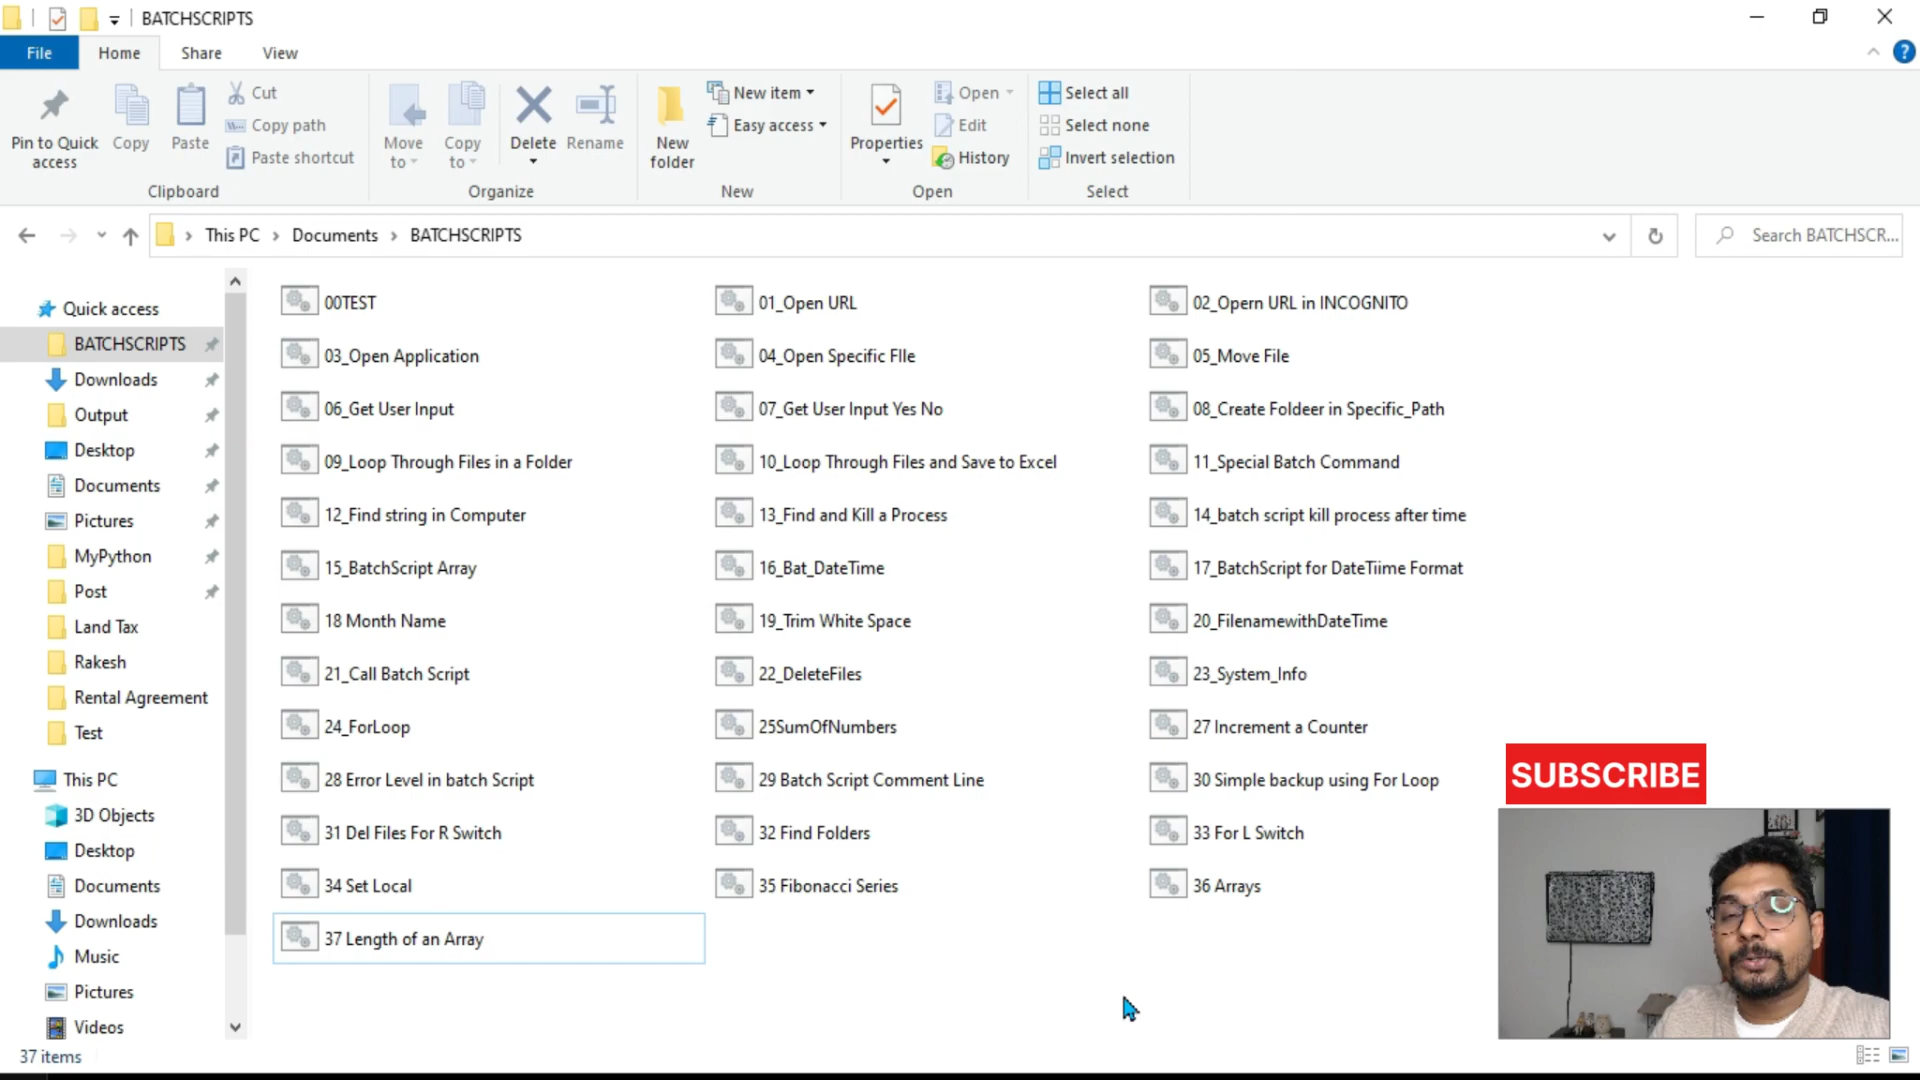 BATCHSCRIPTS
File Home Share View
Pin to Quick access
Copy
Paste
Cut
Copy path
Paste shortcut
Clipboard
Move to
Copy to
Delete
Rename
Organize
New folder
New item
Easy access
New
Properties
Open
Edit
History
Open
Select all
Select none
Invert selection
Select
This PC > Documents > BATCHSCRIPTS
Search BATCHSCR...
Quick access
BATCHSCRIPTS
Downloads
Output
Desktop
Documents
Pictures
MyPython
Post
Land Tax
Rakesh
Rental Agreement
Test
This PC
3D Objects
Desktop
Documents
Downloads
Music
Pictures
Videos
00TEST
01_Open URL
02_Opern URL in INCOGNITO
03_Open Application
04_Open Specific FIle
05_Move File
06_Get User Input
07_Get User Input Yes No
08_Create Foldeer in Specific_Path
09_Loop Through Files in a Folder
10_Loop Through Files and Save to Excel
11_Special Batch Command
12_Find string in Computer
13_Find and Kill a Process
14_batch script kill process after time
15_BatchScript Array
16_Bat_DateTime
17_BatchScript for DateTiime Format
18 Month Name
19_Trim White Space
20_FilenamewithDateTime
21_Call Batch Script
22_DeleteFiles
23_System_Info
24_ForLoop
25SumOfNumbers
27 Increment a Counter
28 Error Level in batch Script
29 Batch Script Comment Line
30 Simple backup using For Loop
31 Del Files For R Switch
32 Find Folders
33 For L Switch
34 Set Local
35 Fibonacci Series
36 Arrays
37 Length of an Array
SUBSCRIBE
37 items